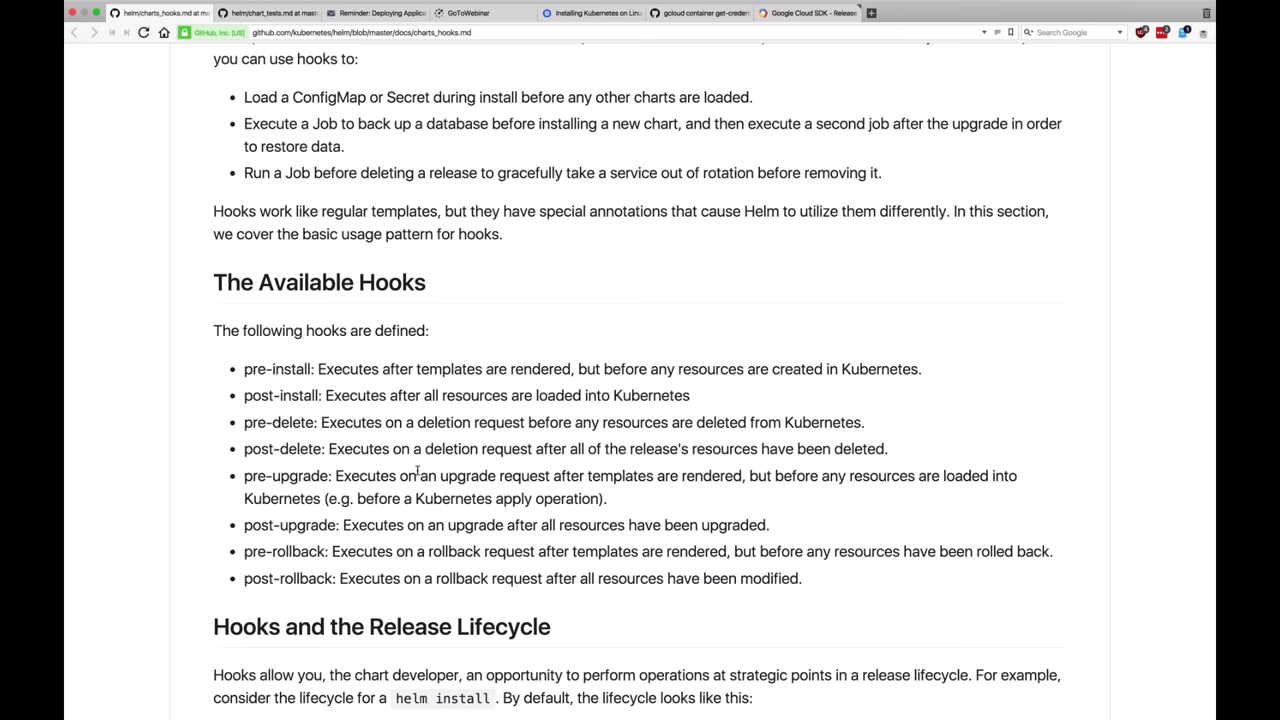 helm/charts_hooks.md at ma
helm/chart_tests.md at mast
Reminder: Deploying Applica
GoToWebinar
Installing Kubernetes on Linu
gcloud container get-creden
Google Cloud SDK - Release
GitHub, Inc. [US]
github.com/kubernetes/helm/blob/master/docs/charts_hooks.md
Search Google
you can use hooks to:
• Load a ConfigMap or Secret during install before any other charts are loaded.
• Execute a Job to back up a database before installing a new chart, and then execute a second job after the upgrade in order
to restore data.
• Run a Job before deleting a release to gracefully take a service out of rotation before removing it.
Hooks work like regular templates, but they have special annotations that cause Helm to utilize them differently. In this section,
we cover the basic usage pattern for hooks.
The Available Hooks
The following hooks are defined:
• pre-install: Executes after templates are rendered, but before any resources are created in Kubernetes.
• post-install: Executes after all resources are loaded into Kubernetes
• pre-delete: Executes on a deletion request before any resources are deleted from Kubernetes.
• post-delete: Executes on a deletion request after all of the release's resources have been deleted.
• pre-upgrade: Executes on an upgrade request after templates are rendered, but before any resources are loaded into
Kubernetes (e.g. before a Kubernetes apply operation).
• post-upgrade: Executes on an upgrade after all resources have been upgraded.
• pre-rollback: Executes on a rollback request after templates are rendered, but before any resources have been rolled back.
• post-rollback: Executes on a rollback request after all resources have been modified.
Hooks and the Release Lifecycle
Hooks allow you, the chart developer, an opportunity to perform operations at strategic points in a release lifecycle. For example,
consider the lifecycle for a helm install. By default, the lifecycle looks like this: